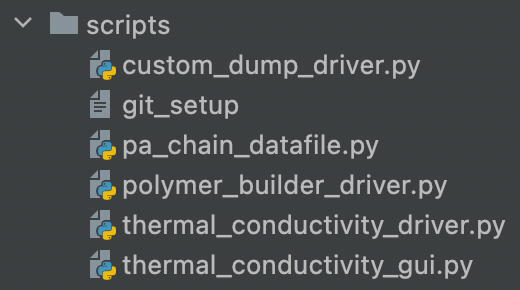 scripts
custom_dump_driver.py
git_setup
pa_chain_datafile.py
polymer_builder_driver.py
thermal_conductivity_driver.py
thermal_conductivity_gui.py